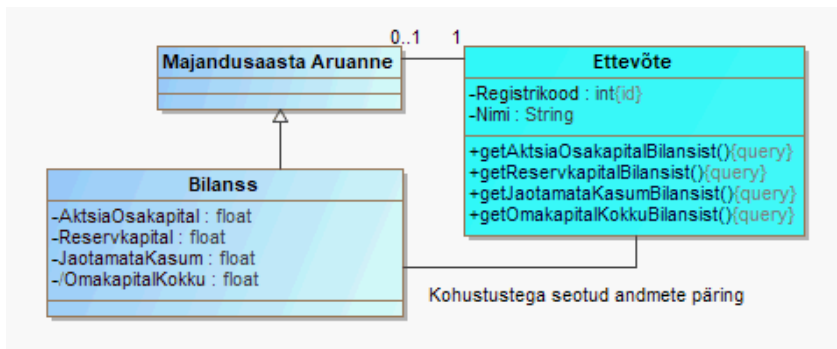 0..1 1
Majandusaasta Aruanne
Ettevõte
-Registrikood : int{id}
-Nimi : String
+getAktsiaOsakapitalBilansist(){query}
+getReservkapitalBilansist(){query}
+getJaotamataKasumBilansist(){query}
+getOmakapitalKokkuBilansist(){query}
Bilanss
-AktsiaOsakapital : float
-Reservkapital : float
-JaotamataKasum : float
-/OmakapitalKokku : float
Kohustustega seotud andmete päring